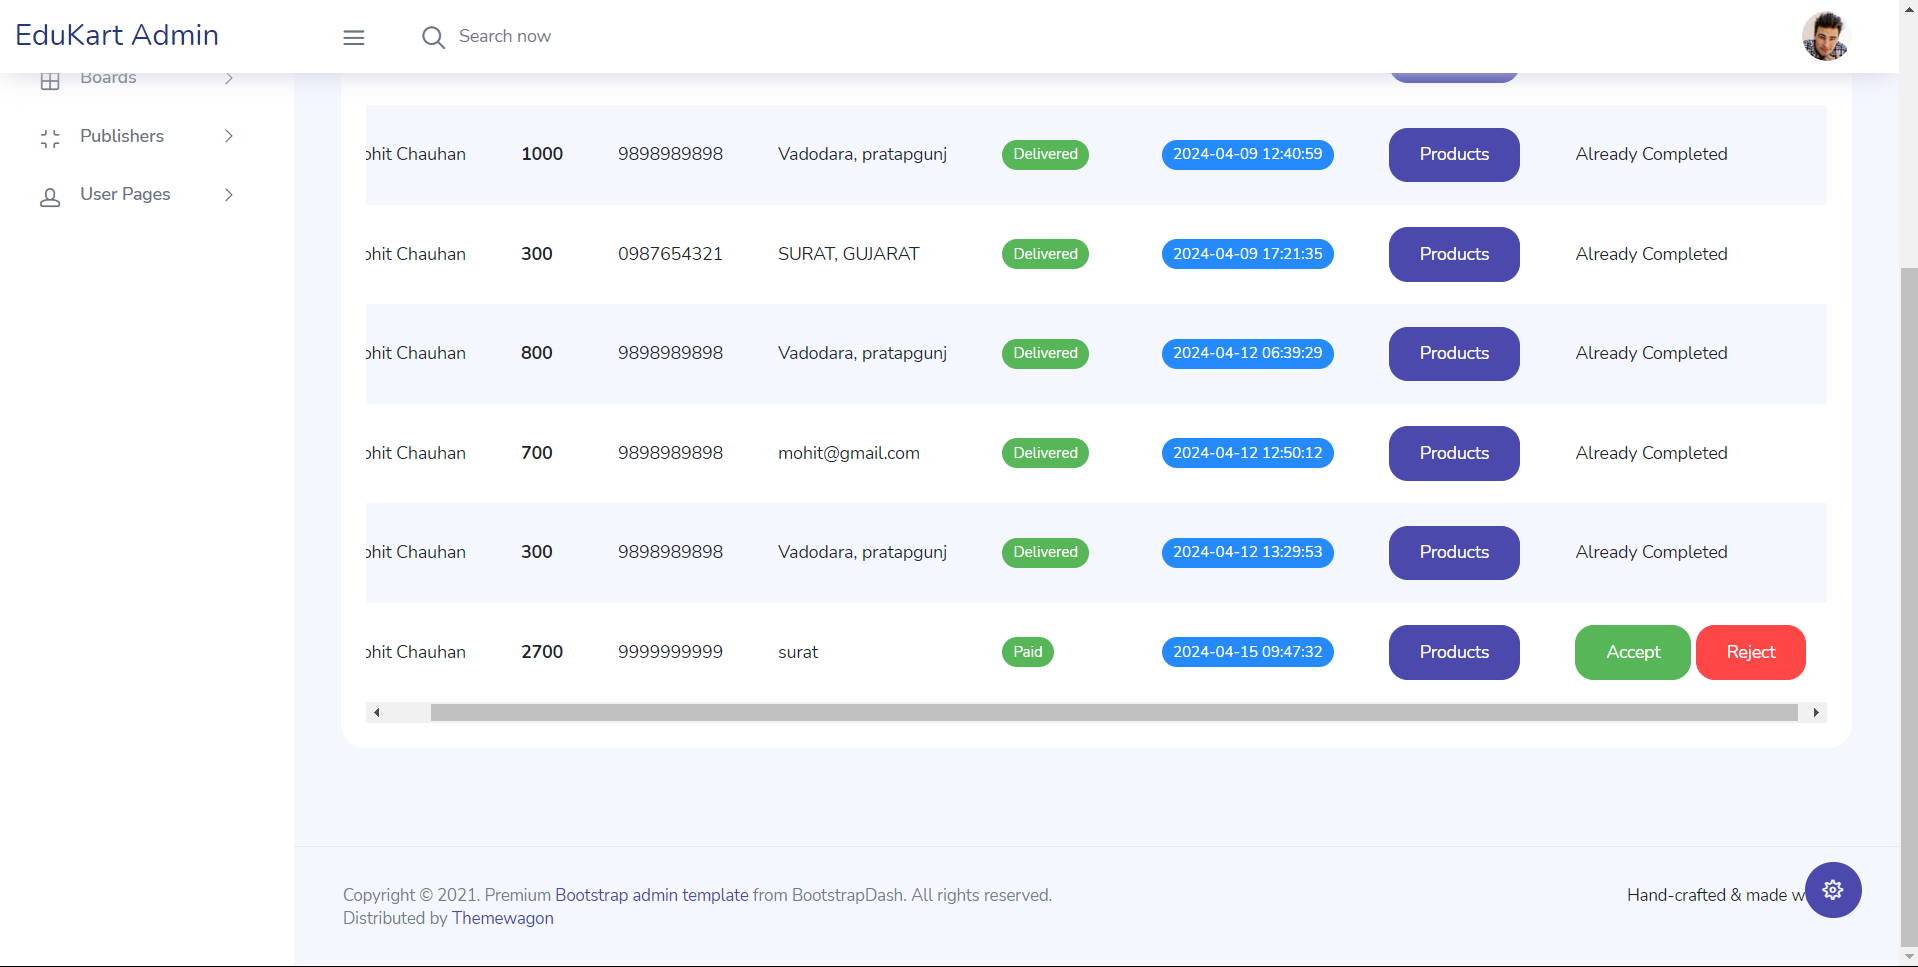 EduKart Admin
Search now
Boards
Publishers
User Pages
ohit Chauhan 1000 9898989898 Vadodara, pratapgunj Delivered 2024-04-09 12:40:59 Products Already Completed
ohit Chauhan 300 0987654321 SURAT, GUJARAT Delivered 2024-04-09 17:21:35 Products Already Completed
ohit Chauhan 800 9898989898 Vadodara, pratapgunj Delivered 2024-04-12 06:39:29 Products Already Completed
ohit Chauhan 700 9898989898 mohit@gmail.com Delivered 2024-04-12 12:50:12 Products Already Completed
ohit Chauhan 300 9898989898 Vadodara, pratapgunj Delivered 2024-04-12 13:29:53 Products Already Completed
ohit Chauhan 2700 9999999999 surat Paid 2024-04-15 09:47:32 Products Accept Reject
Copyright © 2021. Premium Bootstrap admin template from BootstrapDash. All rights reserved.
Distributed by Themewagon
Hand-crafted & made w